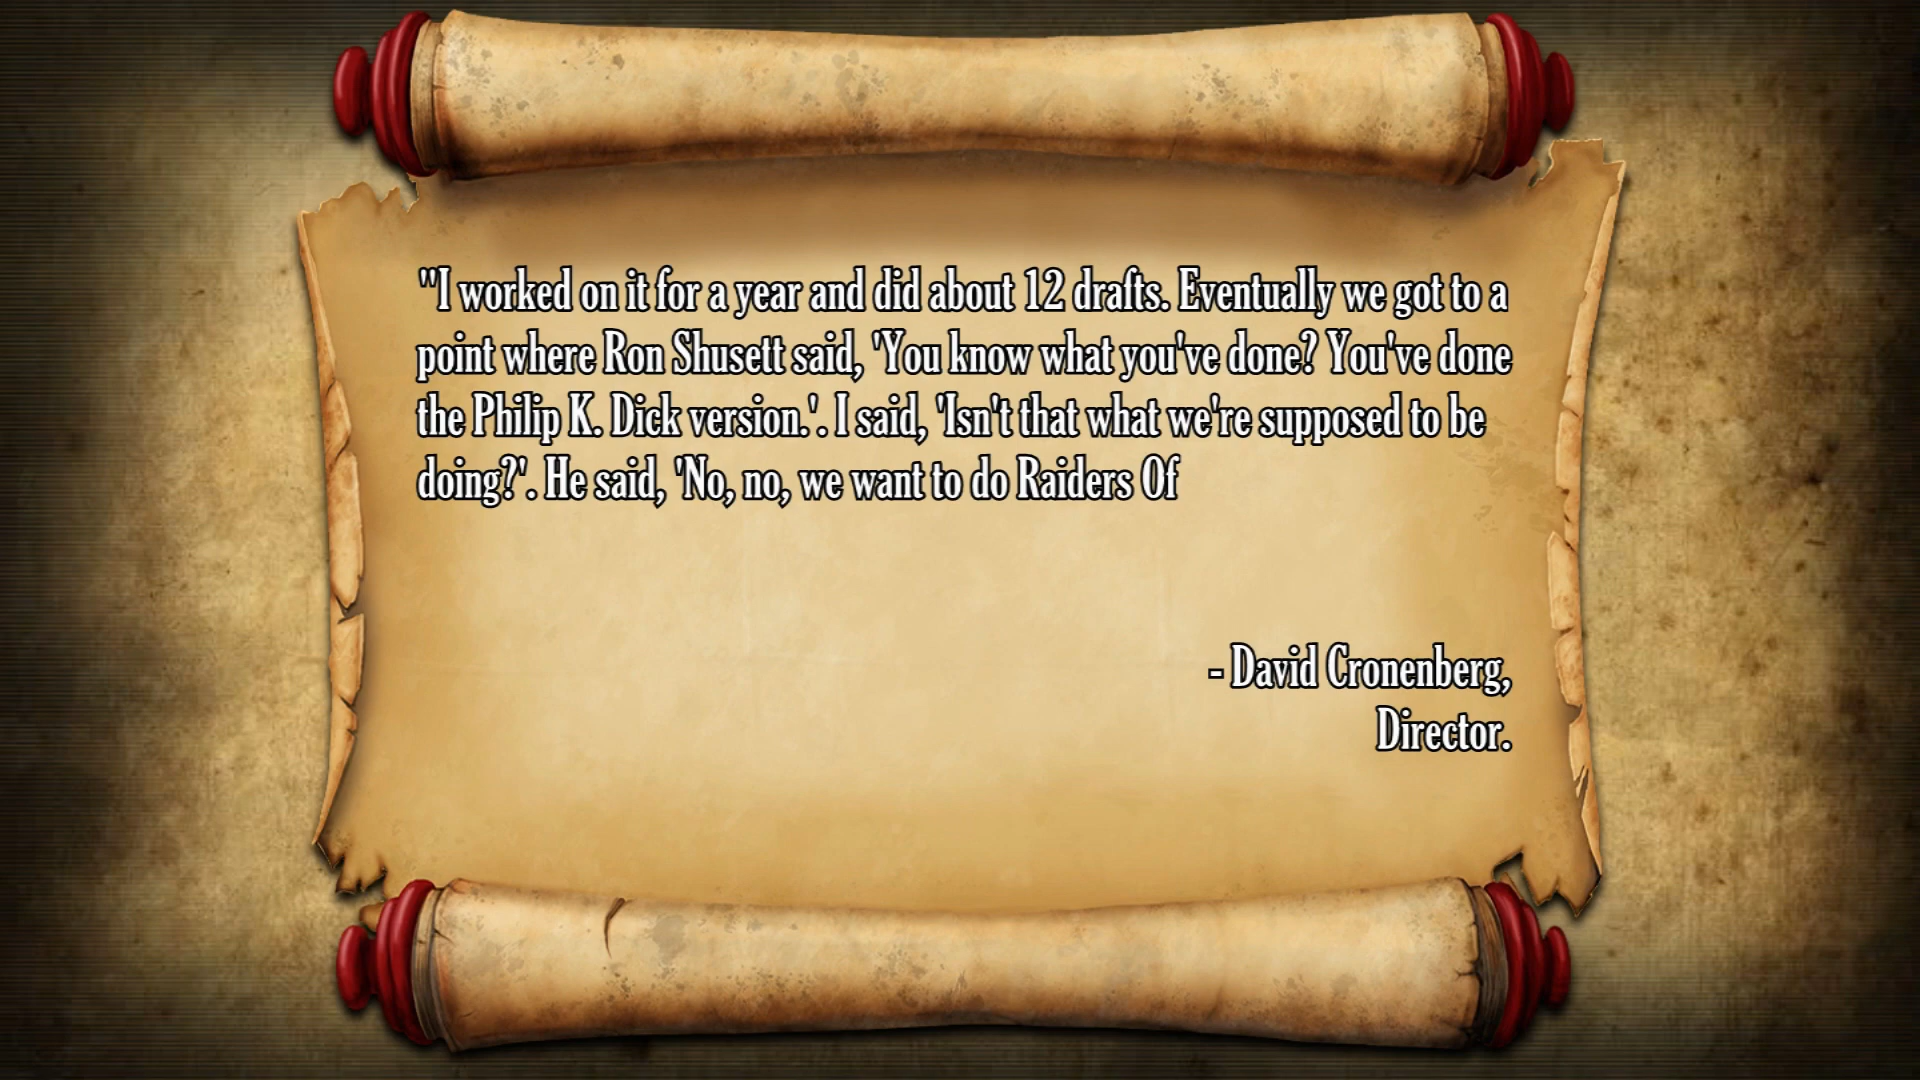 "I worked on it for a year and did about 12 drafts. Eventually we got to a
point where Ron Shusett said, 'You know what you've done? You've done
the Philip K. Dick version.'. I said, 'Isn't that what we're supposed to be
doing?'. He said, 'No, no, we want to do Raiders Of
- David Cronenberg,
Director.